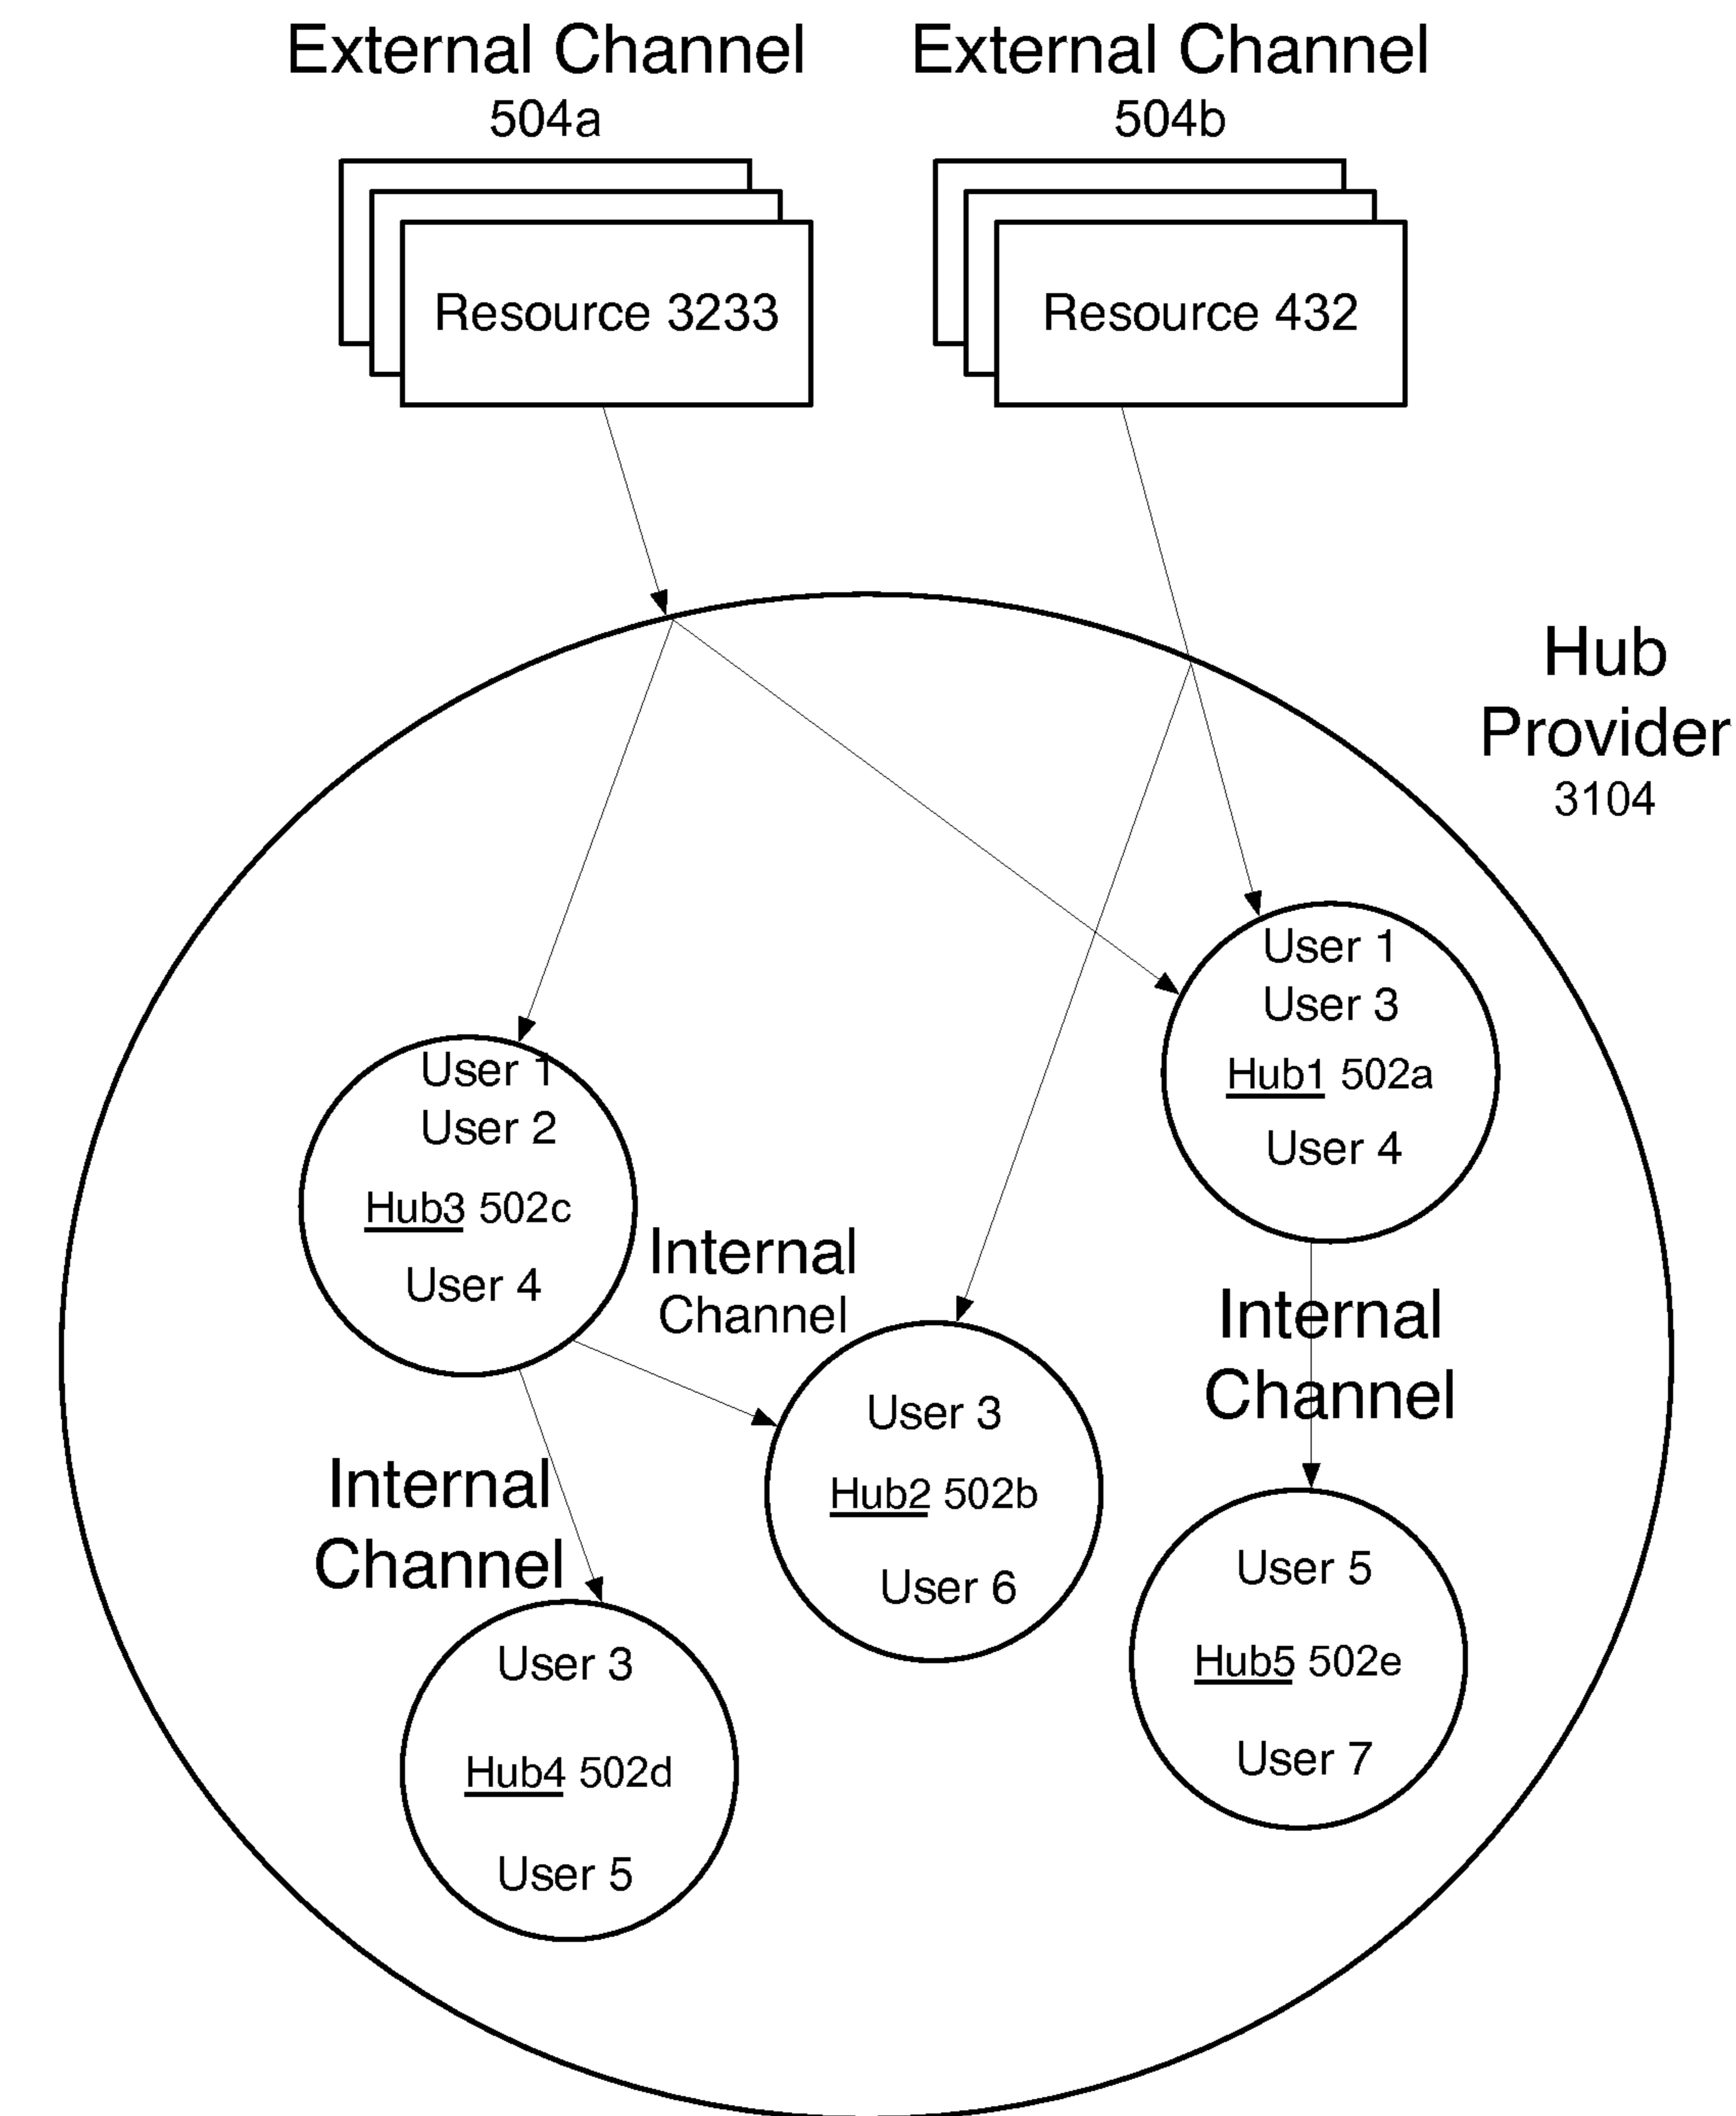 External Channel
504a
External Channel
504b
Resource 3233
Resource 432
Hub
Provider
3104
User 1
User 3
Hub1 502a
User 4
User 1
User 2
Hub3 502c
User 4
Internal
Channel
Internal
Channel
User 3
Hub2 502b
User 6
Internal
Channel
User 5
Hub5 502e
User 7
User 3
Hub4 502d
User 5